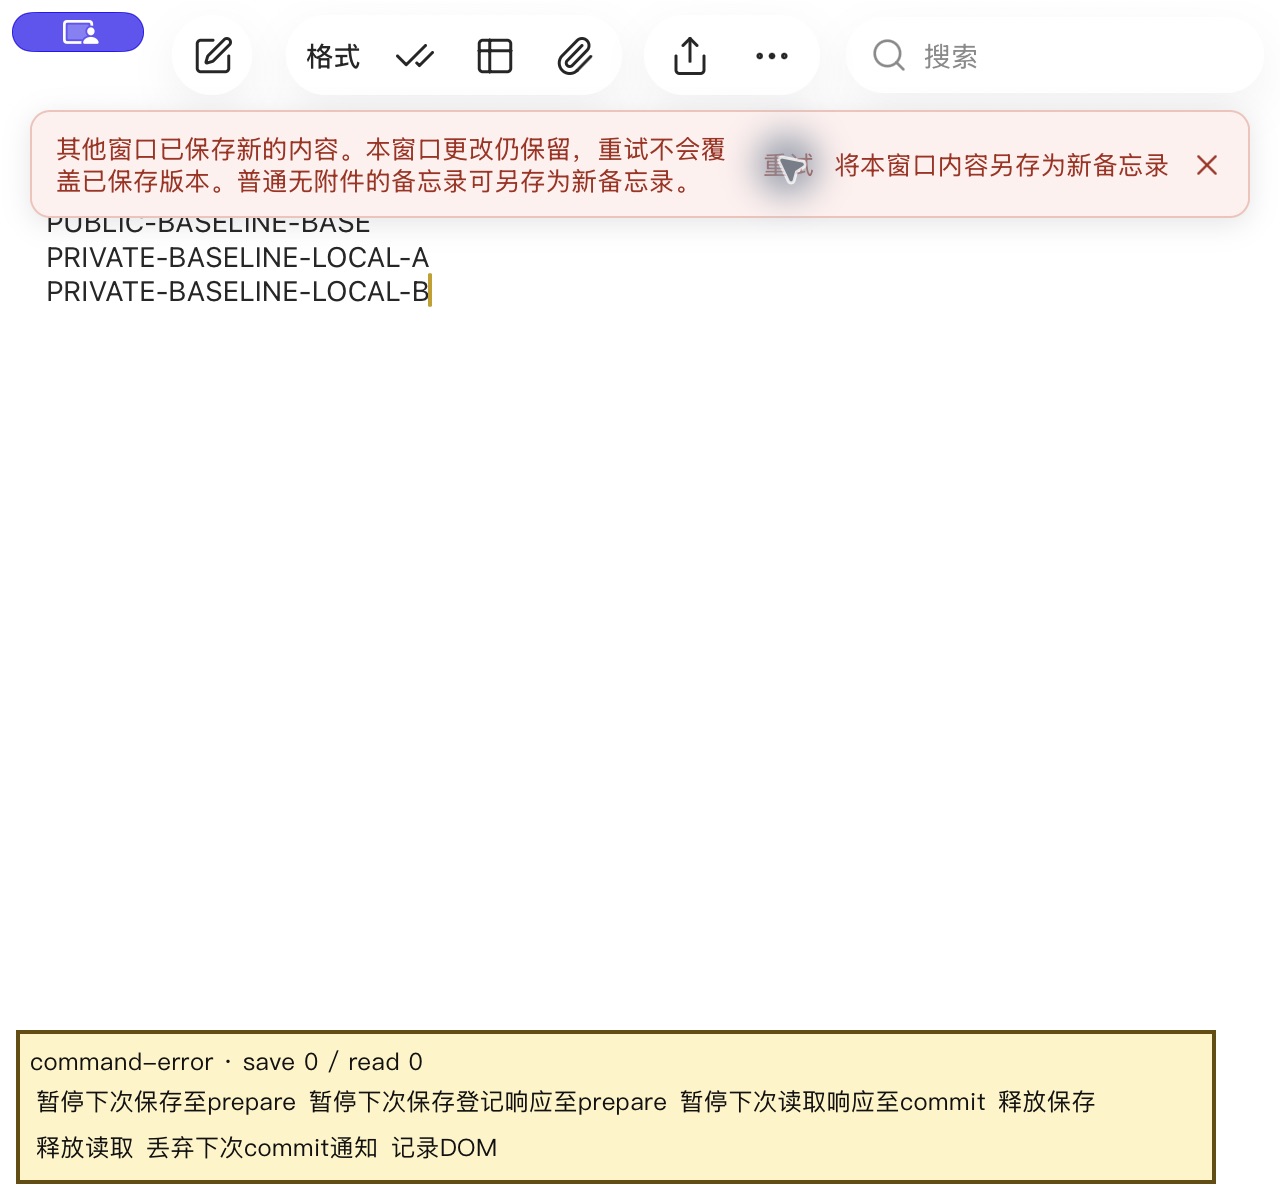 格式
搜索
其他窗口已保存新的内容。本窗口更改仍保留，重试不会覆
盖已保存版本。普通无附件的备忘录可另存为新备忘录。
重试 将本窗口内容另存为新备忘录
PUBLIC-BASELINE-BASE
PRIVATE-BASELINE-LOCAL-A
PRIVATE-BASELINE-LOCAL-B
command-error · save 0 / read 0
暂停下次保存至prepare 暂停下次保存登记响应至prepare 暂停下次读取响应至commit 释放保存
释放读取 丢弃下次commit通知 记录DOM